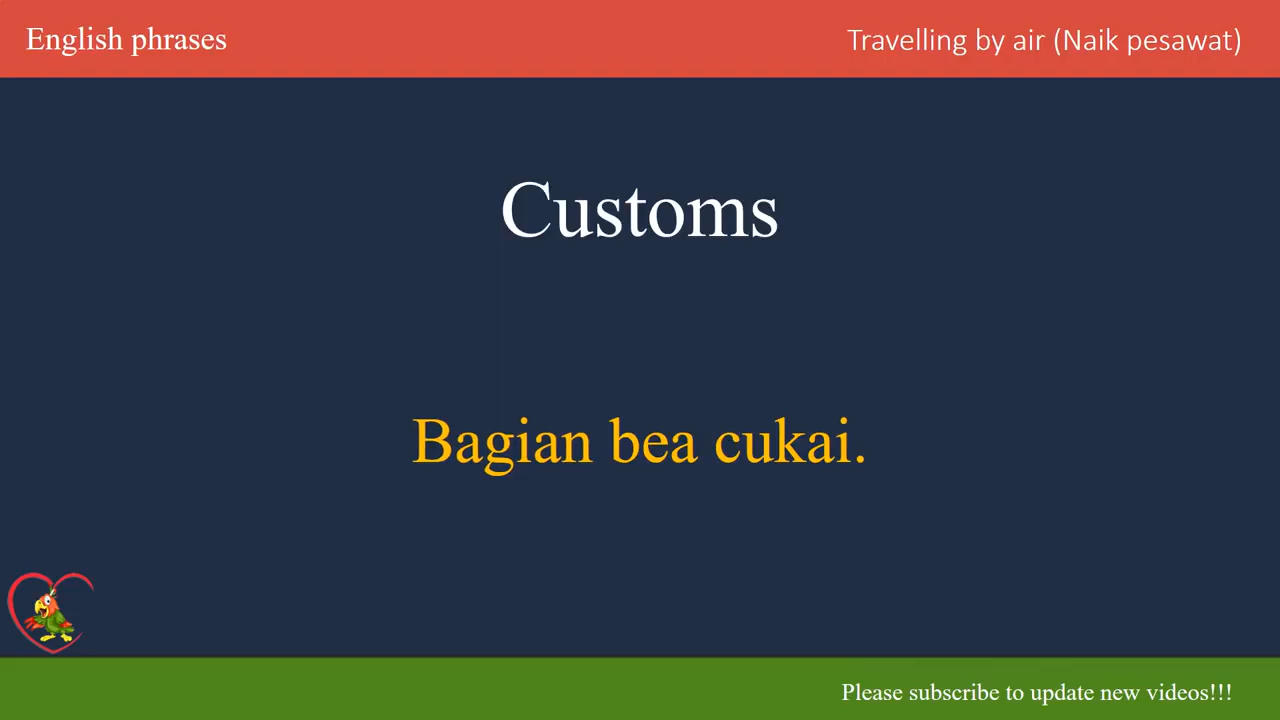 English phrases
Travelling by air (Naik pesawat)
Customs
Bagian bea cukai.
Please subscribe to update new videos!!!